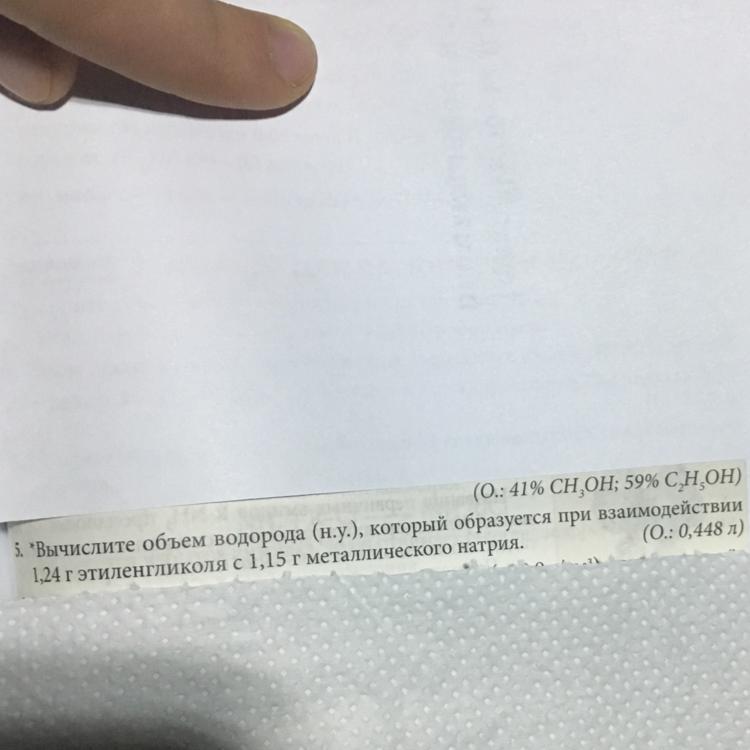 (О.: 41% CH₃OH; 59% C₂H₅OH)
5. *Вычислите объем водорода (н.у.), который образуется при взаимодействии
1,24 г этиленгликоля с 1,15 г металлического натрия.
(О.: 0,448 л)